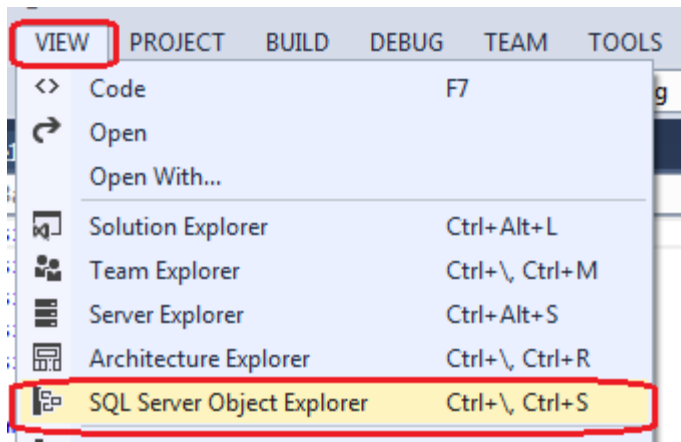 VIEW PROJECT BUILD DEBUG TEAM TOOLS
Code F7
Open
Open With...
Solution Explorer Ctrl+Alt+L
Team Explorer Ctrl+\, Ctrl+M
Server Explorer Ctrl+Alt+S
Architecture Explorer Ctrl+\, Ctrl+R
SQL Server Object Explorer Ctrl+\, Ctrl+S